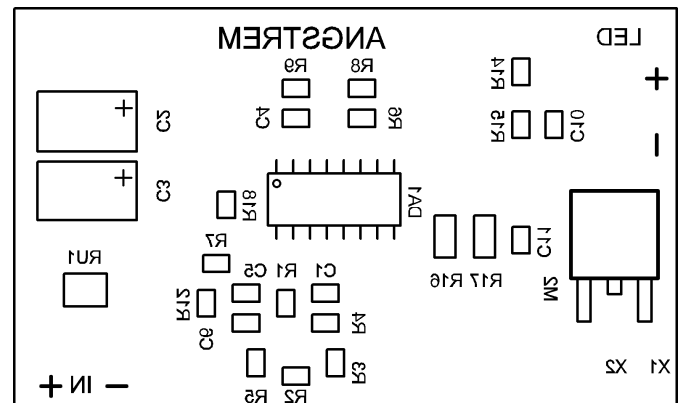 ANGSTREM
LED
R9
R8
R14
+
+
C2
C4
R6
R15
C10
−
+
C3
R18
DA1
R7
C11
RU1
C5
R1
C1
R16
R17
M2
R12
C6
R4
R3
X2
X1
+ IN −
R5
R2